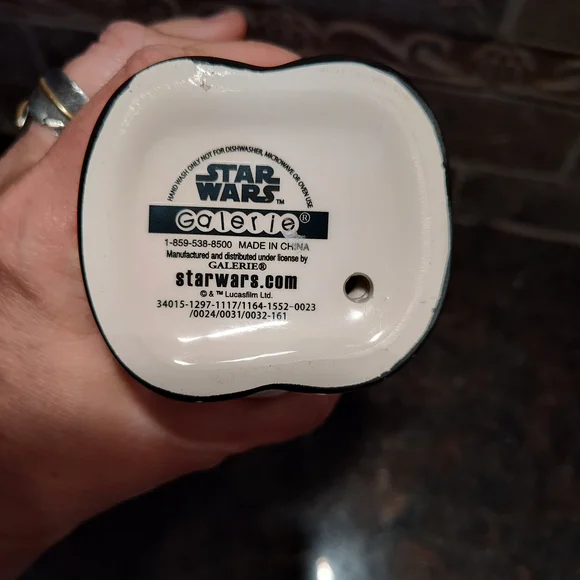 HAND WASH ONLY NOT FOR DISHWASHER, MICROWAVE OR OVEN USE
STAR
WARS™
Galerie®
1-859-538-8500 MADE IN CHINA
Manufactured and distributed under license by
GALERIE®
starwars.com
© & ™ Lucasfilm Ltd.
34015-1297-1117/1164-1552-0023
/0024/0031/0032-161